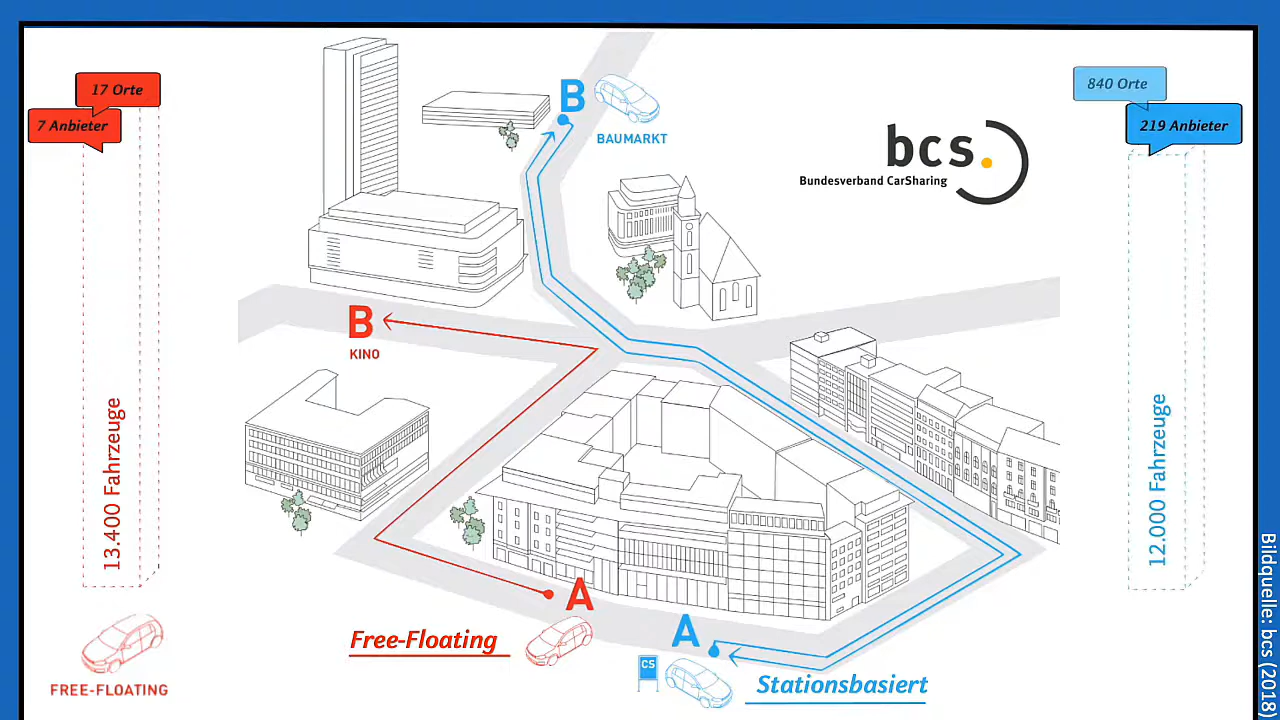 17 Orte
7 Anbieter
13.400 Fahrzeuge
FREE-FLOATING
B
BAUMARKT
B
KINO
A
Free-Floating
A
CS
Stationsbasiert
bcs.
Bundesverband CarSharing
840 Orte
219 Anbieter
12.000 Fahrzeuge
Bildquelle: bcs (2018)